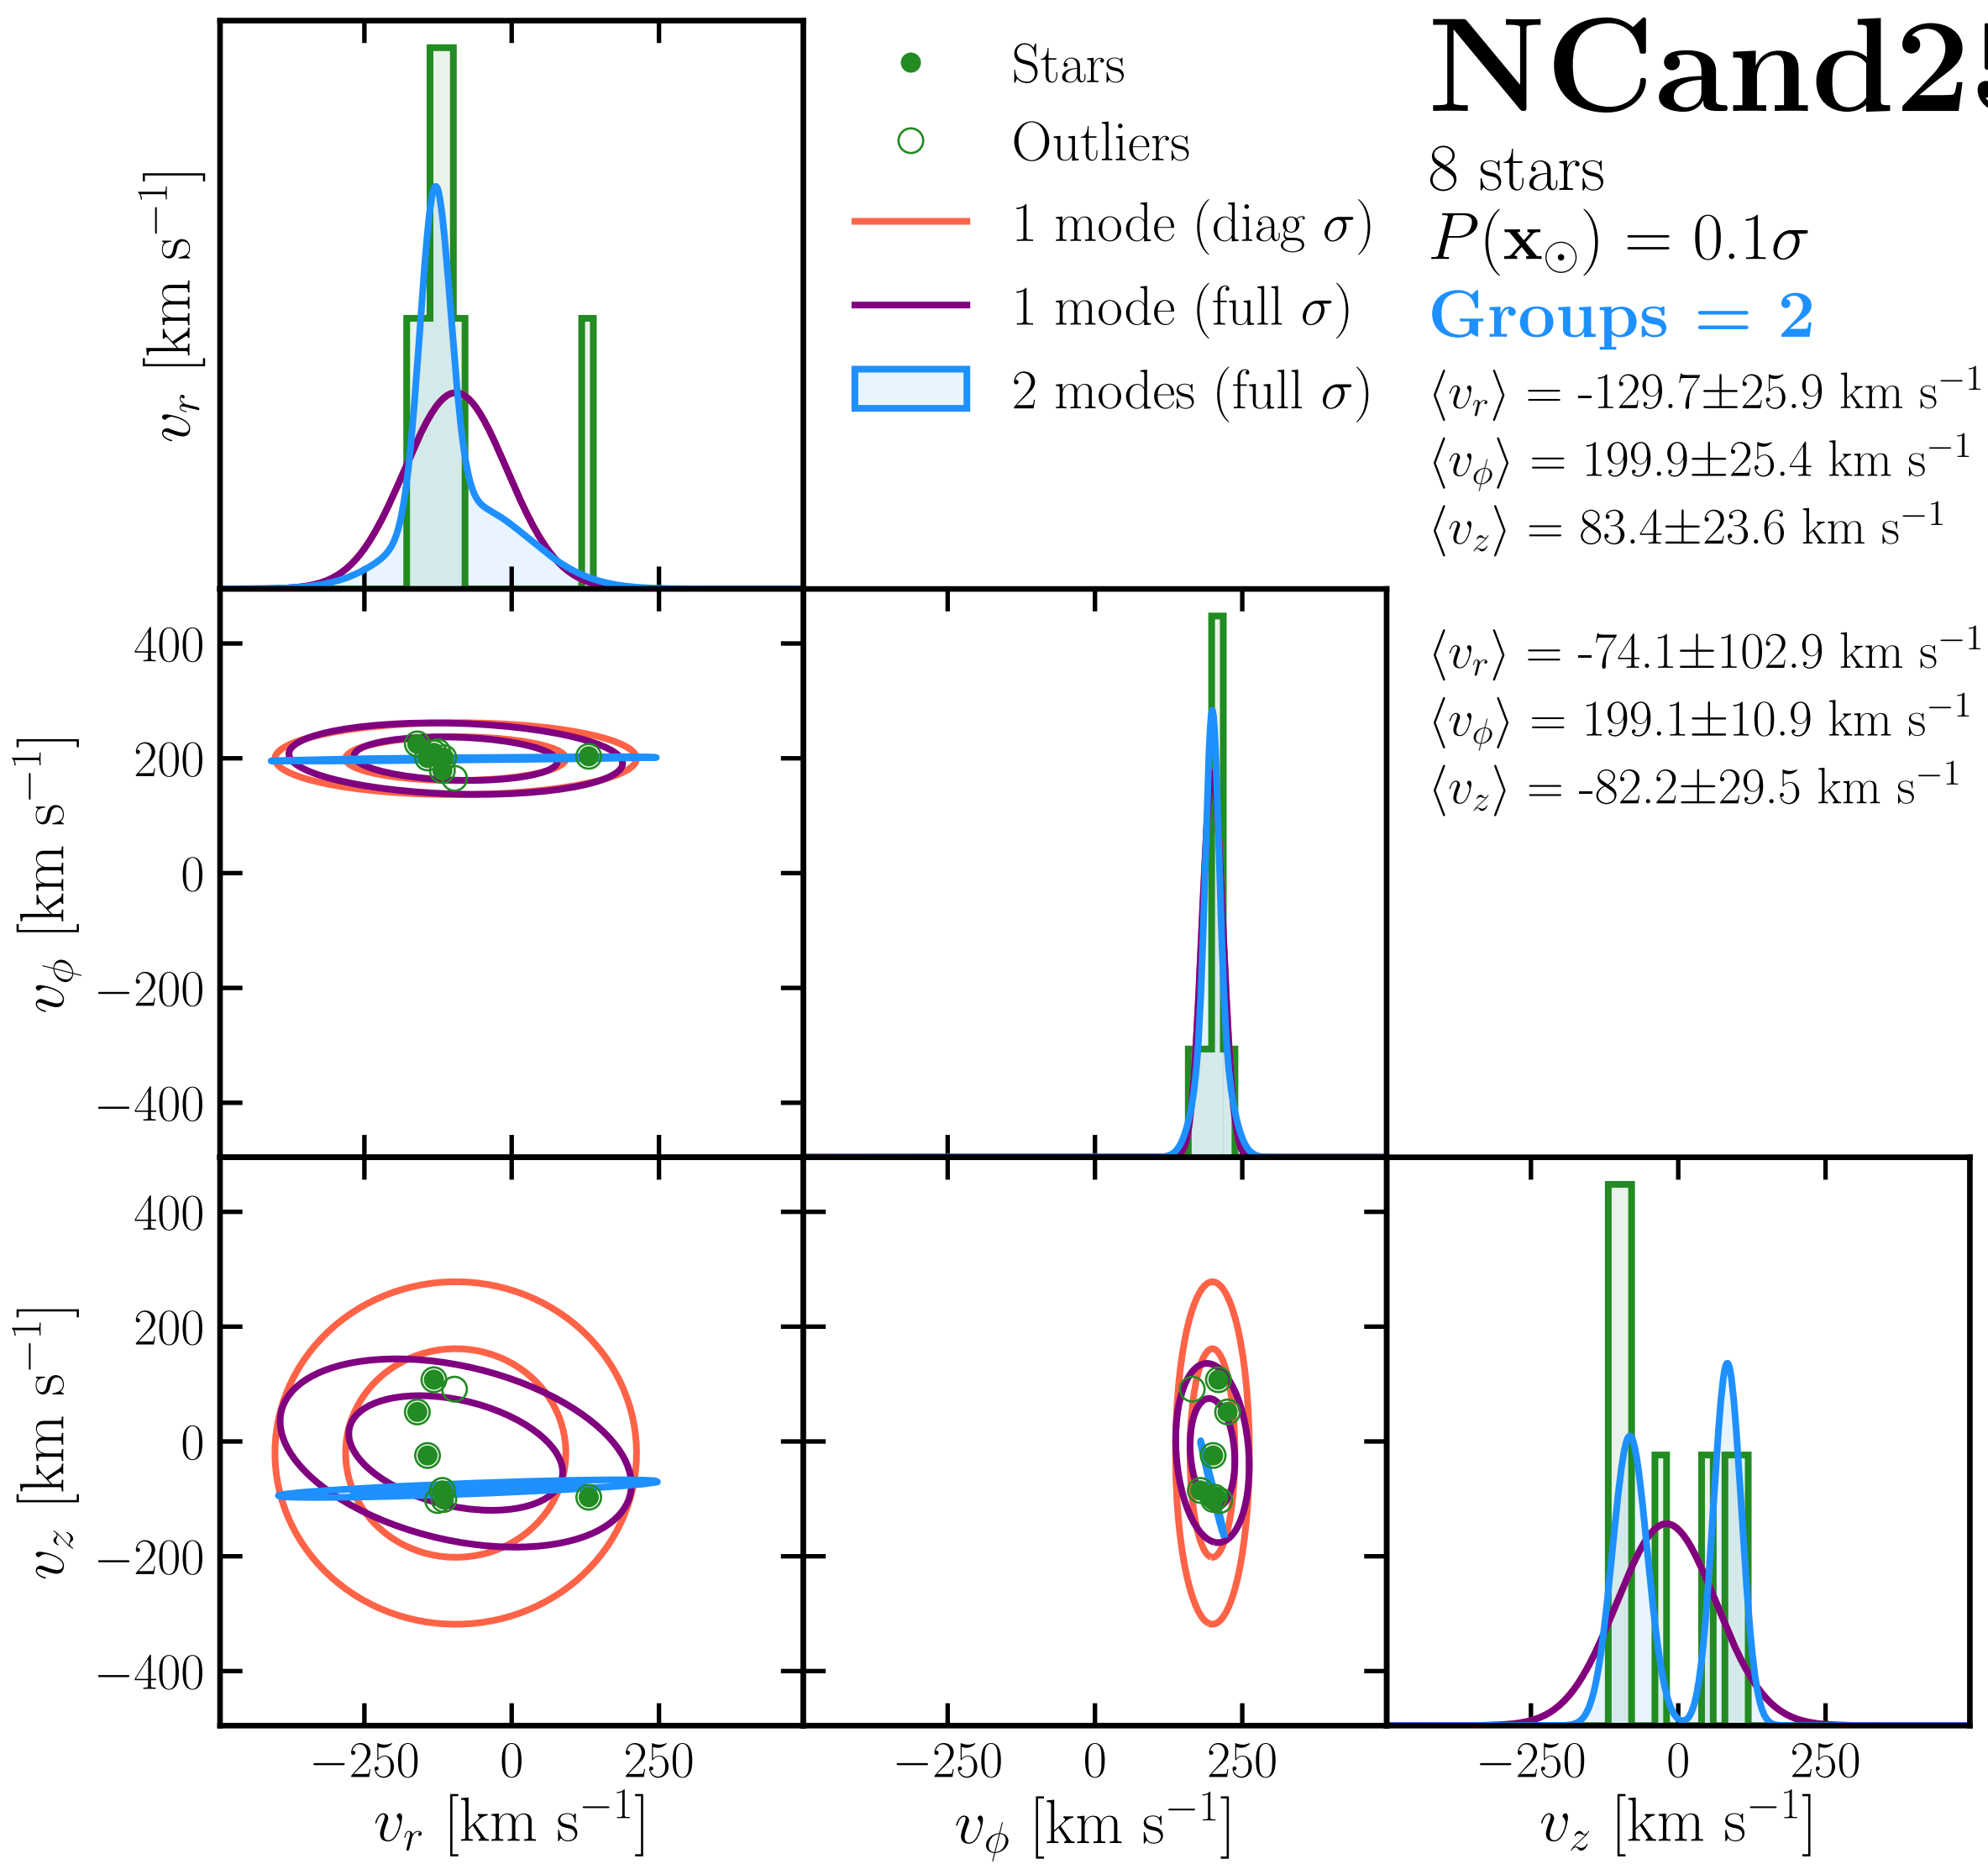 NCand25
8 stars
P(x⊙) = 0.1σ
Groups = 2
⟨v_r⟩ = -129.7±25.9 km s⁻¹
⟨v_ϕ⟩ = 199.9±25.4 km s⁻¹
⟨v_z⟩ = 83.4±23.6 km s⁻¹
⟨v_r⟩ = -74.1±102.9 km s⁻¹
⟨v_ϕ⟩ = 199.1±10.9 km s⁻¹
⟨v_z⟩ = -82.2±29.5 km s⁻¹
Stars
Outliers
1 mode (diag σ)
1 mode (full σ)
2 modes (full σ)
v_r [km s⁻¹]
v_ϕ [km s⁻¹]
400
200
0
−200
−400
v_z [km s⁻¹]
400
200
0
−200
−400
−250 0 250
v_r [km s⁻¹]
−250 0 250
v_ϕ [km s⁻¹]
−250 0 250
v_z [km s⁻¹]